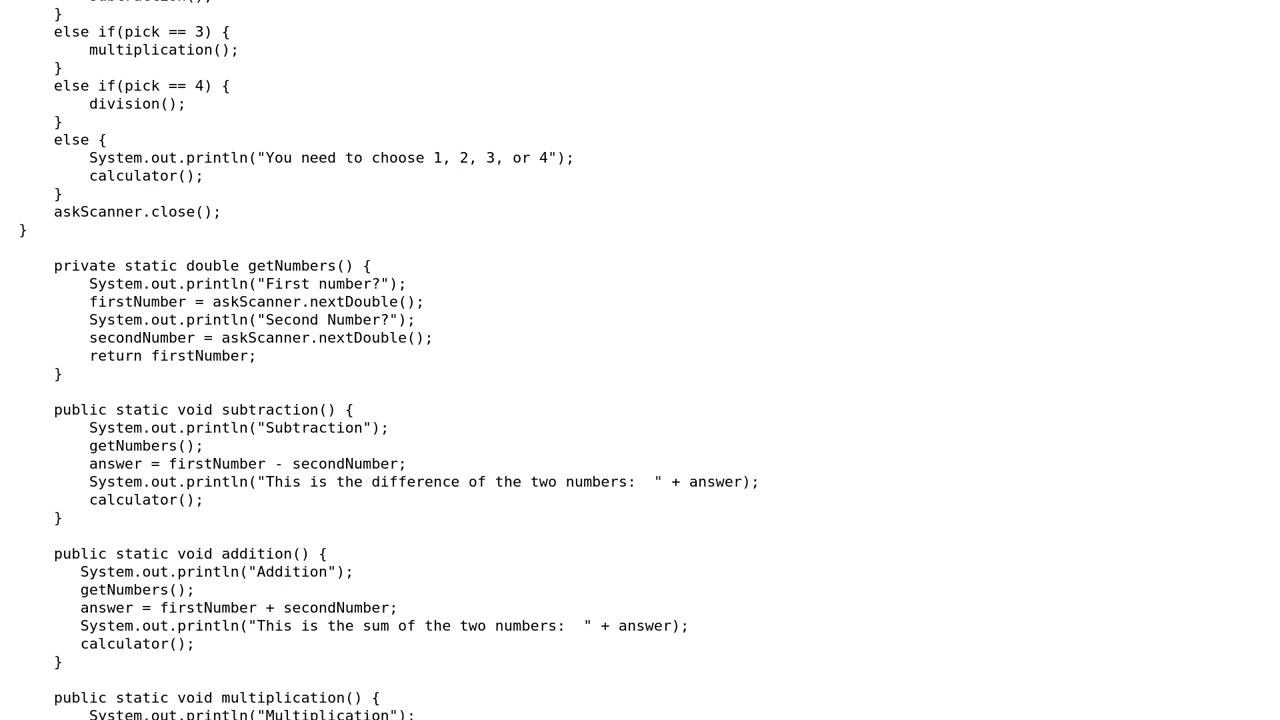 subtraction();
}
else if(pick == 3) {
multiplication();
}
else if(pick == 4) {
division();
}
else {
System.out.println("You need to choose 1, 2, 3, or 4");
calculator();
}
askScanner.close();
}
private static double getNumbers() {
System.out.println("First number?");
firstNumber = askScanner.nextDouble();
System.out.println("Second Number?");
secondNumber = askScanner.nextDouble();
return firstNumber;
}
public static void subtraction() {
System.out.println("Subtraction");
getNumbers();
answer = firstNumber - secondNumber;
System.out.println("This is the difference of the two numbers:  " + answer);
calculator();
}
public static void addition() {
System.out.println("Addition");
getNumbers();
answer = firstNumber + secondNumber;
System.out.println("This is the sum of the two numbers:  " + answer);
calculator();
}
public static void multiplication() {
System.out.println("Multiplication");